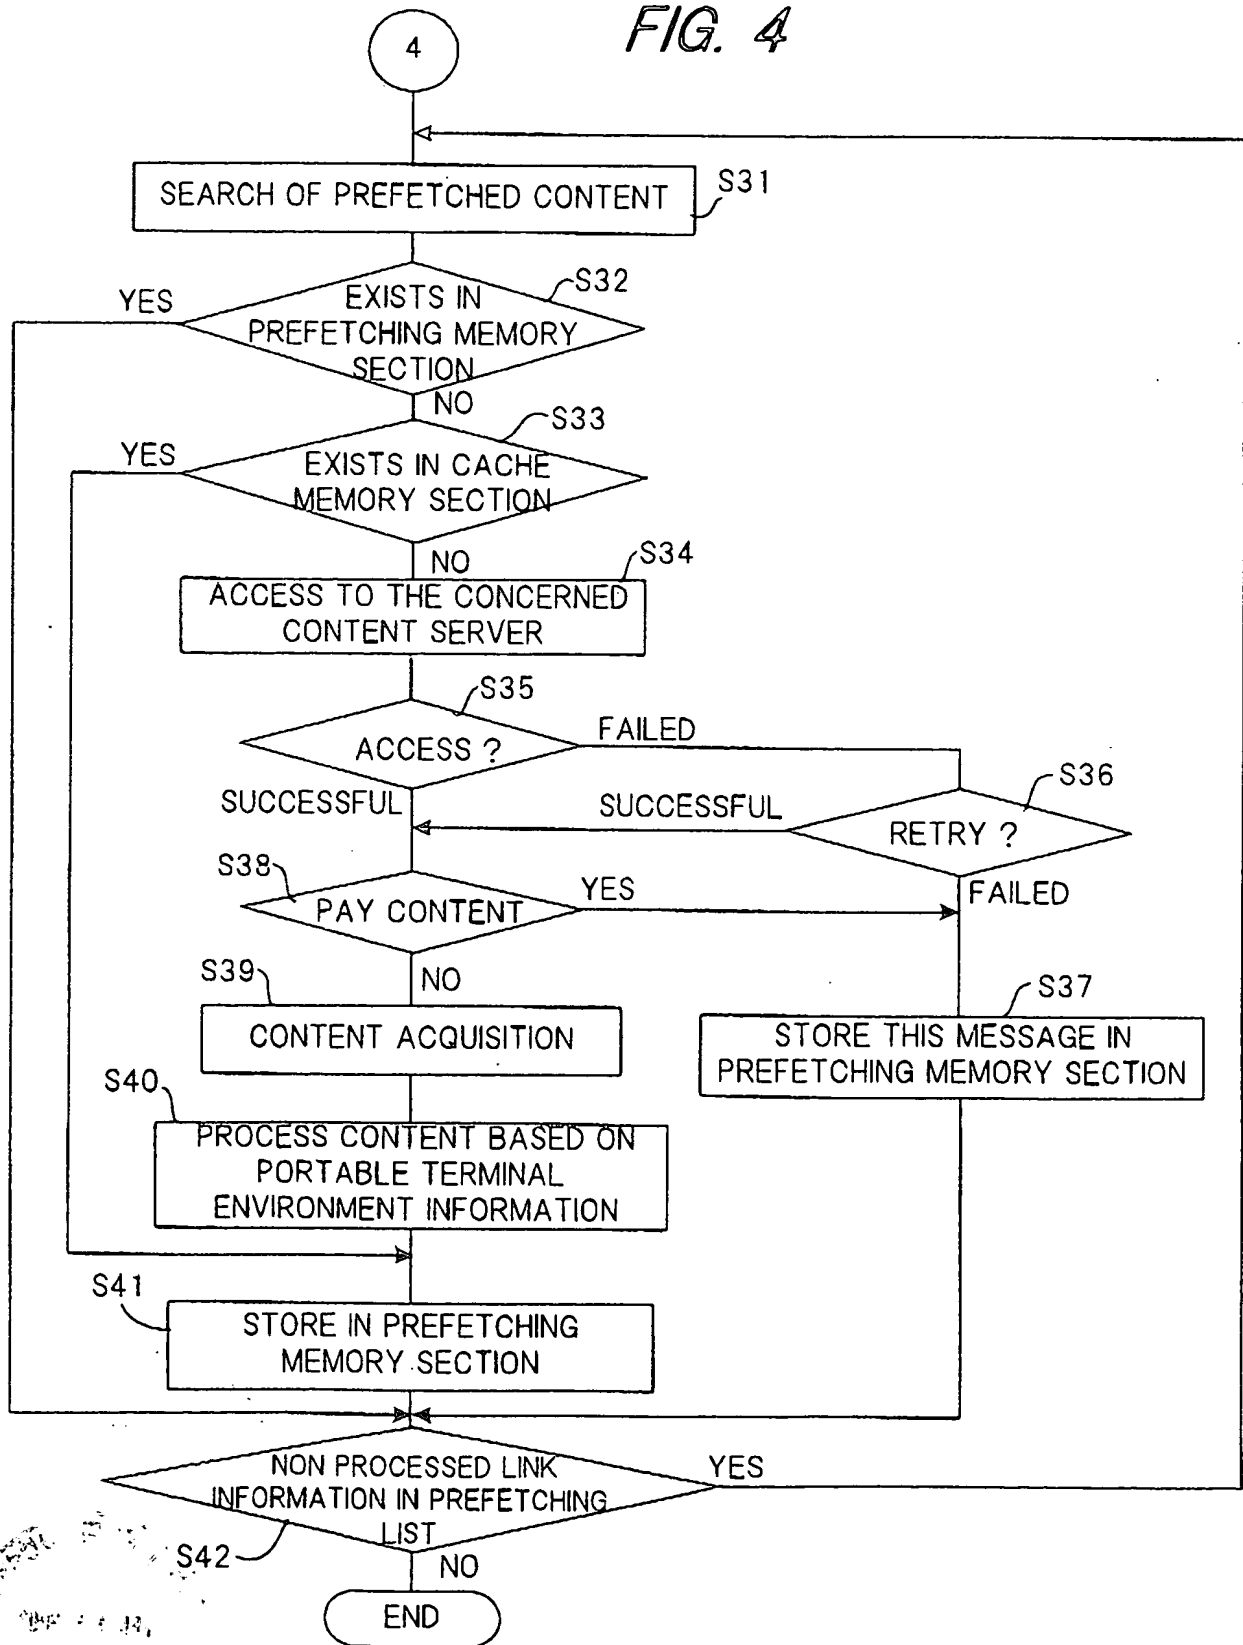 FIG. 4
4
SEARCH OF PREFETCHED CONTENT
S31
S32
YES
EXISTS IN
PREFETCHING MEMORY
SECTION
NO
S33
YES
EXISTS IN CACHE
MEMORY SECTION
NO
S34
ACCESS TO THE CONCERNED
CONTENT SERVER
S35
FAILED
ACCESS ?
S36
SUCCESSFUL
SUCCESSFUL
RETRY ?
S38
YES
FAILED
PAY CONTENT
S39
NO
S37
CONTENT ACQUISITION
STORE THIS MESSAGE IN
PREFETCHING MEMORY SECTION
S40
PROCESS CONTENT BASED ON
PORTABLE TERMINAL
ENVIRONMENT INFORMATION
S41
STORE IN PREFETCHING
MEMORY SECTION
NON PROCESSED LINK
INFORMATION IN PREFETCHING
LIST
YES
S42
NO
END